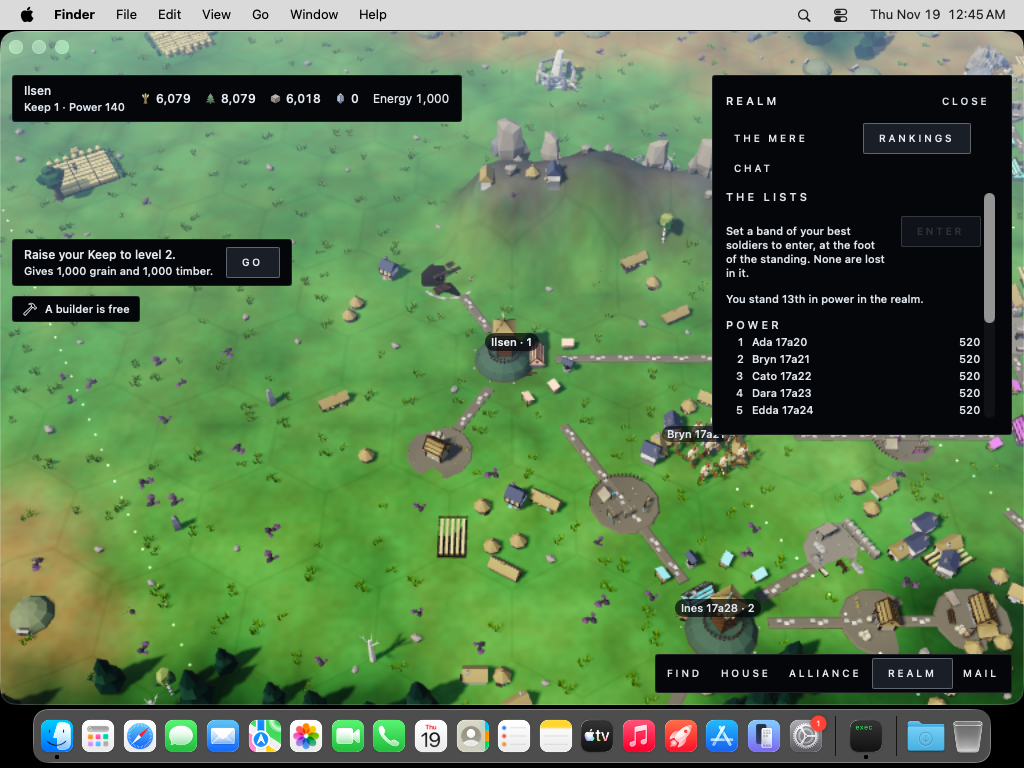 Finder File Edit View Go Window Help Thu Nov 19 12:45 AM
Ilsen
Keep 1 · Power 140
6,079 8,079 6,018 0 Energy 1,000
REALM CLOSE
THE MERE RANKINGS
CHAT
THE LISTS
Set a band of your best
soldiers to enter, at the foot
of the standing. None are lost
in it.
ENTER
You stand 13th in power in the realm.
POWER
1 Ada 17a20 520
2 Bryn 17a21 520
3 Cato 17a22 520
4 Dara 17a23 520
5 Edda 17a24 520
Raise your Keep to level 2.
Gives 1,000 grain and 1,000 timber.
GO
A builder is free
Ilsen · 1
Bryn 17a21
Ines 17a28 · 2
FIND HOUSE ALLIANCE REALM MAIL
Thu
19
tv
1
exec